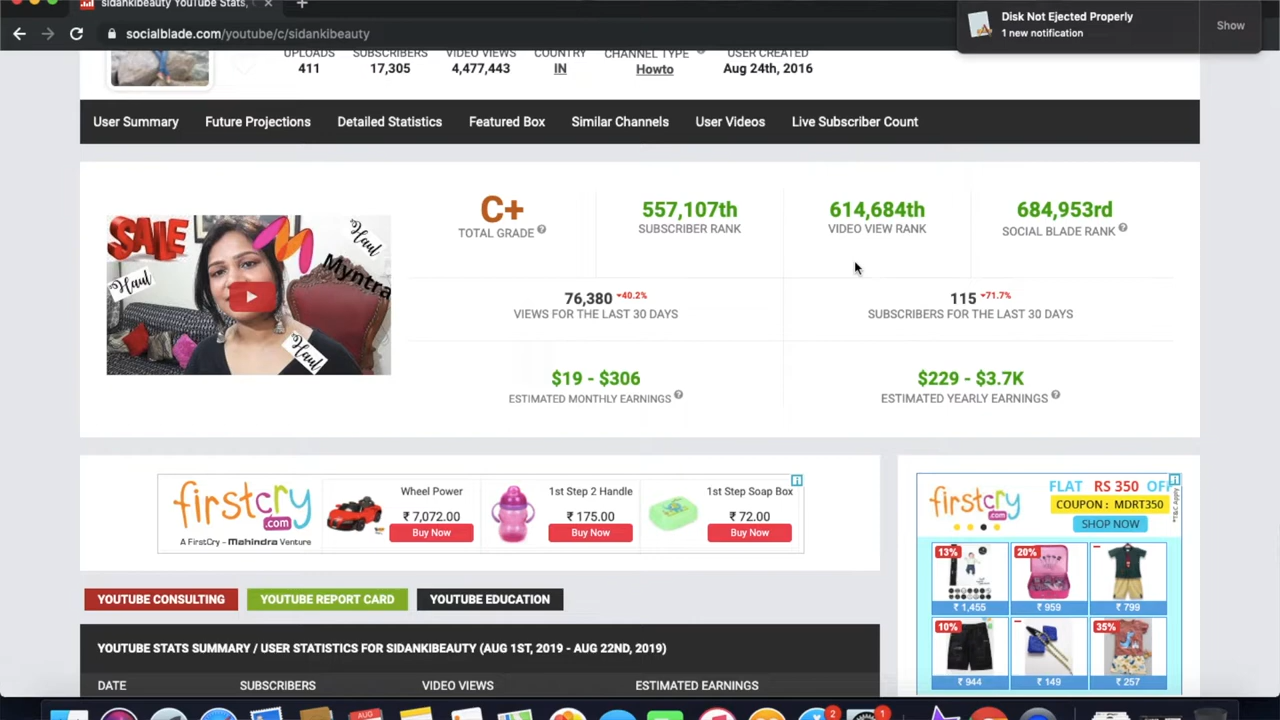 sidankibeauty YouTube Stats,
socialblade.com/youtube/c/sidankibeauty
Disk Not Ejected Properly
1 new notification
Show
UPLOADS SUBSCRIBERS VIDEO VIEWS COUNTRY CHANNEL TYPE USER CREATED
411 17,305 4,477,443 IN Howto Aug 24th, 2016
User Summary Future Projections Detailed Statistics Featured Box Similar Channels User Videos Live Subscriber Count
SALE
Haul
Myntra
Haul
Haul
C+ 557,107th 614,684th 684,953rd
TOTAL GRADE SUBSCRIBER RANK VIDEO VIEW RANK SOCIAL BLADE RANK
76,380 -40.2% 115 -71.7%
VIEWS FOR THE LAST 30 DAYS SUBSCRIBERS FOR THE LAST 30 DAYS
$19 - $306 $229 - $3.7K
ESTIMATED MONTHLY EARNINGS ESTIMATED YEARLY EARNINGS
firstcry
.com
A FirstCry - Mahindra Venture
Wheel Power
₹ 7,072.00
Buy Now
1st Step 2 Handle
₹ 175.00
Buy Now
1st Step Soap Box
₹ 72.00
Buy Now
firstcry
.com
FLAT RS 350 OFF
COUPON : MDRT350
SHOP NOW
*T&C Apply
13% 20%
₹ 1,455 ₹ 959 ₹ 799
10% 35%
₹ 944 ₹ 149 ₹ 257
YOUTUBE CONSULTING YOUTUBE REPORT CARD YOUTUBE EDUCATION
YOUTUBE STATS SUMMARY / USER STATISTICS FOR SIDANKIBEAUTY (AUG 1ST, 2019 - AUG 22ND, 2019)
DATE SUBSCRIBERS VIDEO VIEWS ESTIMATED EARNINGS
AUG
2
1